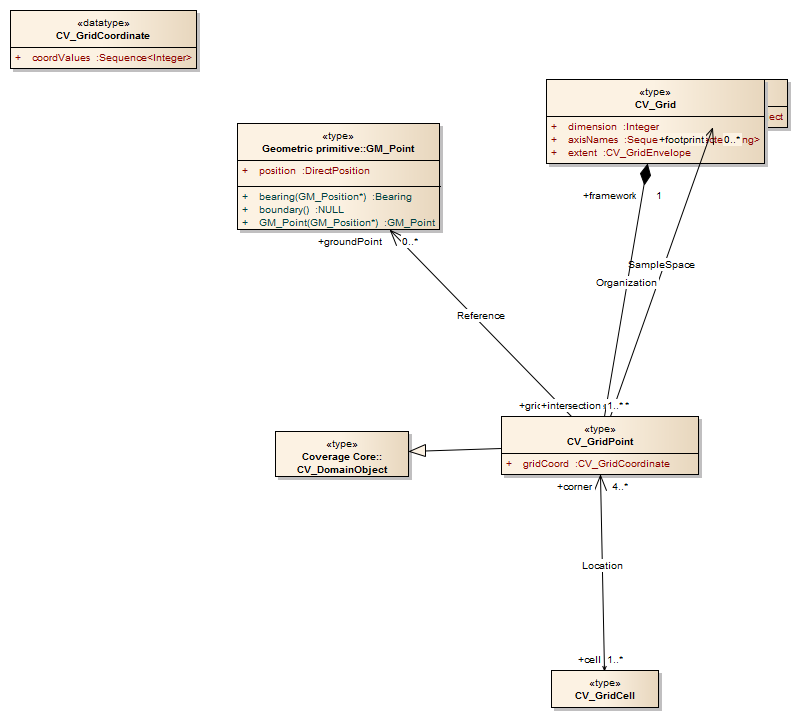 «datatype»
CV_GridCoordinate
+ coordValues :Sequence<Integer>
«type»
CV_Grid
+ dimension :Integer
+ axisNames :Seque
+footprint
0..*
ng>
+ extent :CV_GridEnvelope
ect
«type»
Geometric primitive::GM_Point
+ position :DirectPosition
+ bearing(GM_Position*) :Bearing
+ boundary() :NULL
+ GM_Point(GM_Position*) :GM_Point
+framework 1
+groundPoint 0..*
SampleSpace
Organization
Reference
+intersection 1..*
*
«type»
CV_GridPoint
+ gridCoord :CV_GridCoordinate
«type»
Coverage Core::
CV_DomainObject
+corner 4..*
Location
+cell 1..*
«type»
CV_GridCell